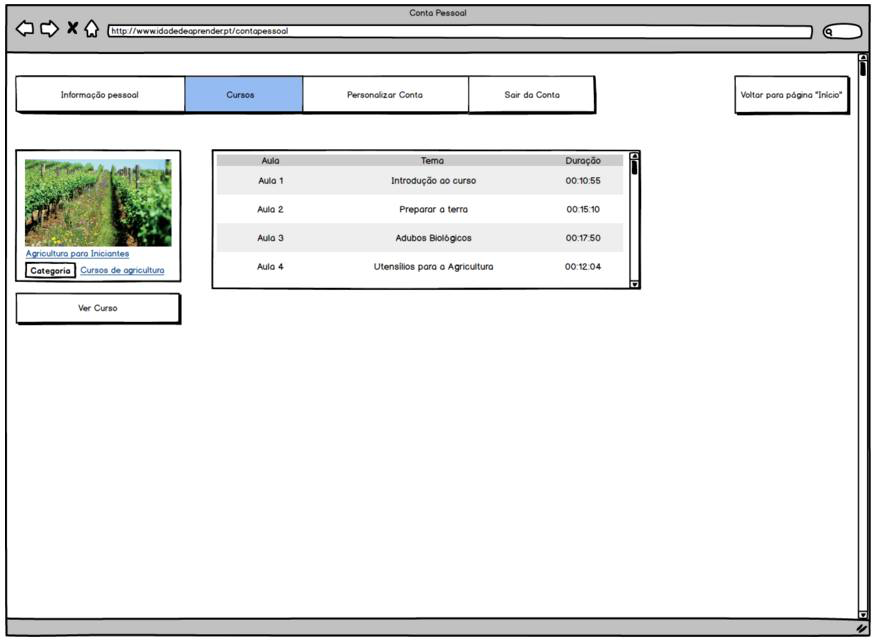 Conta Pessoal
http://www.idadedeaprender.pt/contapessoal
Informação pessoal Cursos Personalizar Conta Sair da Conta Voltar para página "Início"
Aula Tema Duração
Aula 1 Introdução ao curso 00:10:55
Aula 2 Preparar a terra 00:15:10
Aula 3 Adubos Biológicos 00:17:50
Aula 4 Utensílios para a Agricultura 00:12:04
Agricultura para Iniciantes
Categoria Cursos de agricultura
Ver Curso